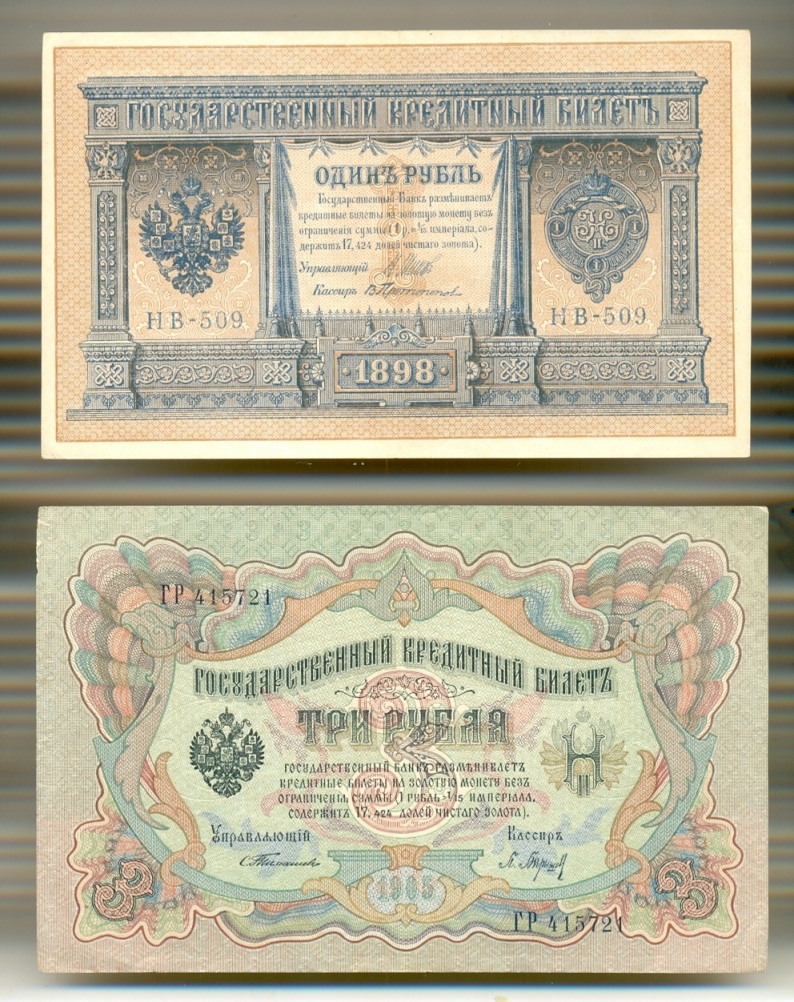 ГОСУДАРСТВЕННЫЙ КРЕДИТНЫЙ БИЛЕТЪ
ОДИНЪ РУБЛЬ
Государственный Банкъ размѣниваетъ
кредитные билеты на золотую монету безъ
ограниченія суммы (1 р. = 1/15 имперіала, со-
держитъ 17,424 долей чистаго золота).
Управляющій
Кассиръ
НВ-509
НВ-509
1898
ГР 415721
ГОСУДАРСТВЕННЫЙ КРЕДИТНЫЙ БИЛЕТЪ
ТРИ РУБЛЯ
3
ГОСУДАРСТВЕННЫЙ БАНКЪ РАЗМѢНИВАЕТЪ
КРЕДИТНЫЕ БИЛЕТЫ НА ЗОЛОТУЮ МОНЕТУ БЕЗЪ
ОГРАНИЧЕНІЯ СУММЫ (1 РУБЛЬ = 1/15 ИМПЕРІАЛА,
СОДЕРЖИТЪ 17,424 ДОЛЕЙ ЧИСТАГО ЗОЛОТА).
Управляющій Кассиръ
3 1905 3
ГР 415721